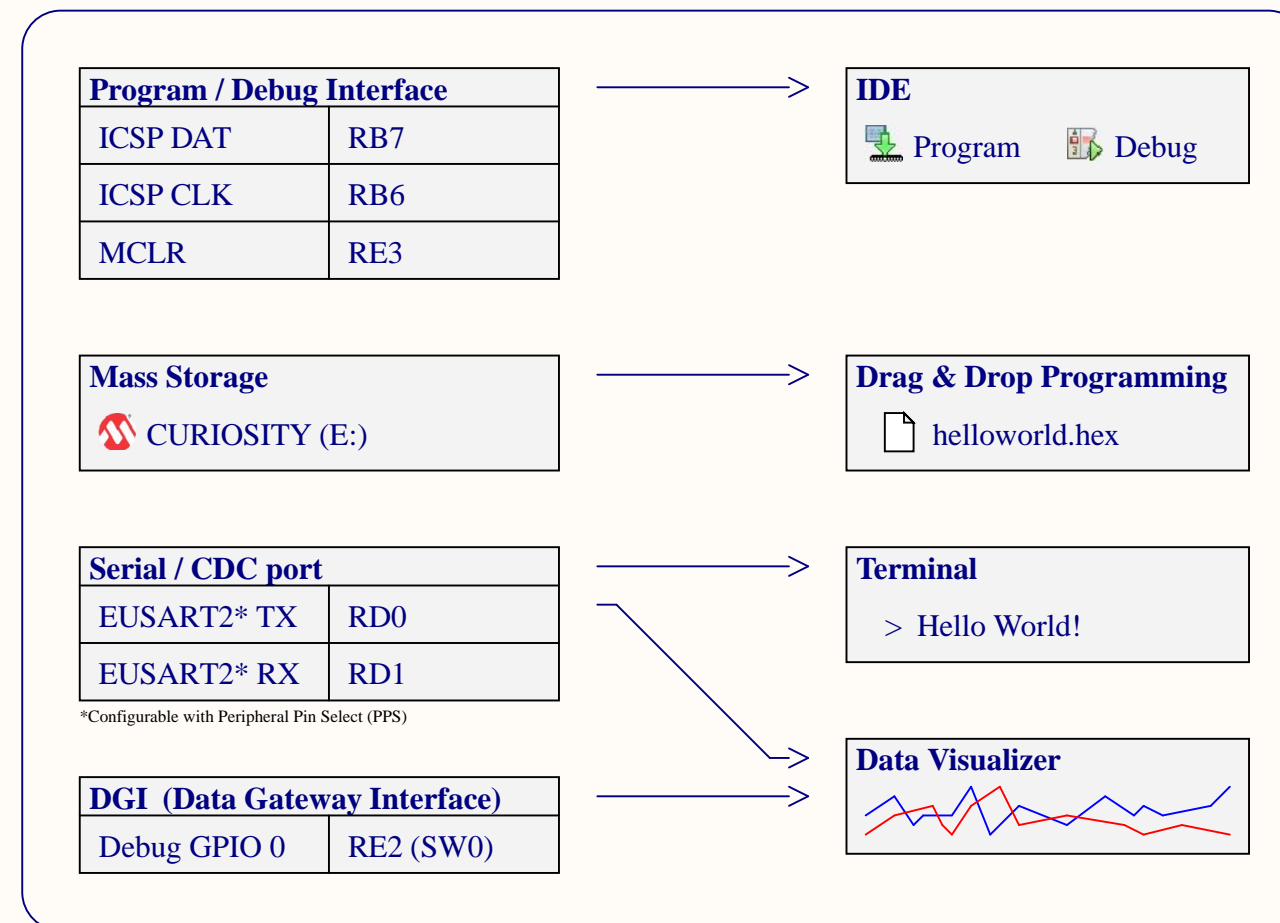 Program / Debug Interface
ICSP DAT RB7
ICSP CLK RB6
MCLR RE3
IDE
Program Debug
Mass Storage
CURIOSITY (E:)
Drag & Drop Programming
helloworld.hex
Serial / CDC port
EUSART2* TX RD0
EUSART2* RX RD1
*Configurable with Peripheral Pin Select (PPS)
Terminal
> Hello World!
DGI (Data Gateway Interface)
Debug GPIO 0 RE2 (SW0)
Data Visualizer